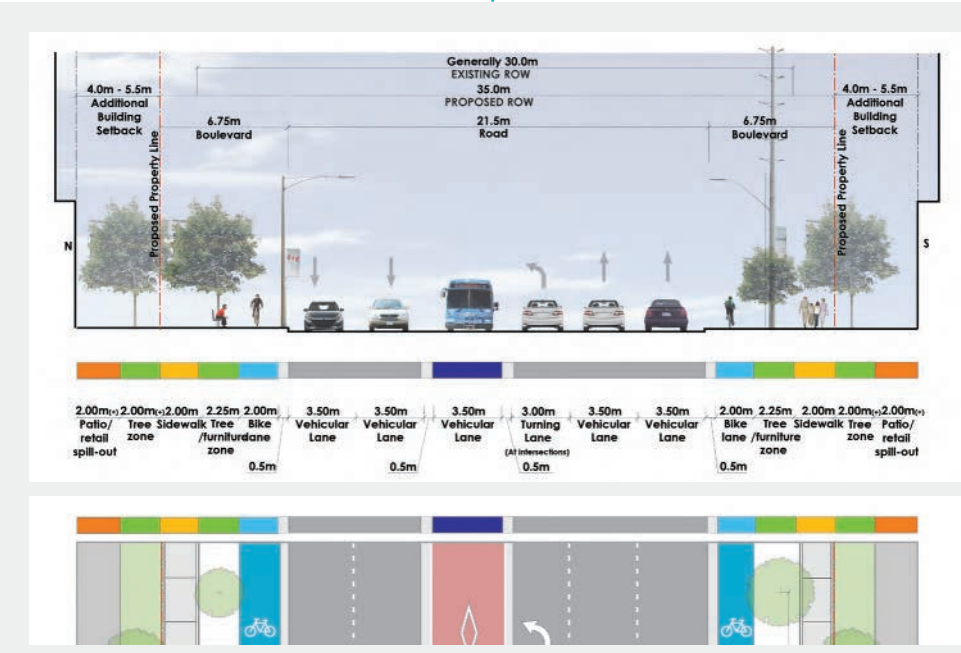 Generally 30.0m
EXISTING ROW
35.0m
PROPOSED ROW
21.5m
Road
4.0m - 5.5m
Additional
Building
Setback
Proposed Property Line
6.75m
Boulevard
6.75m
Boulevard
Proposed Property Line
4.0m - 5.5m
Additional
Building
Setback
N
S
2.00m(+) 2.00m(+) 2.00m 2.25m 2.00m 3.50m 3.50m 3.50m 3.00m 3.50m 3.50m 2.00m 2.25m 2.00m 2.00m(+) 2.00m(+)
Patio/ Tree Sidewalk Tree Bike Vehicular Vehicular Vehicular Turning Vehicular Vehicular Bike Tree Sidewalk Tree Patio/
retail zone /furniture lane Lane Lane Lane Lane Lane Lane lane /furniture zone retail
spill-out zone (At intersections) zone spill-out
0.5m 0.5m 0.5m 0.5m